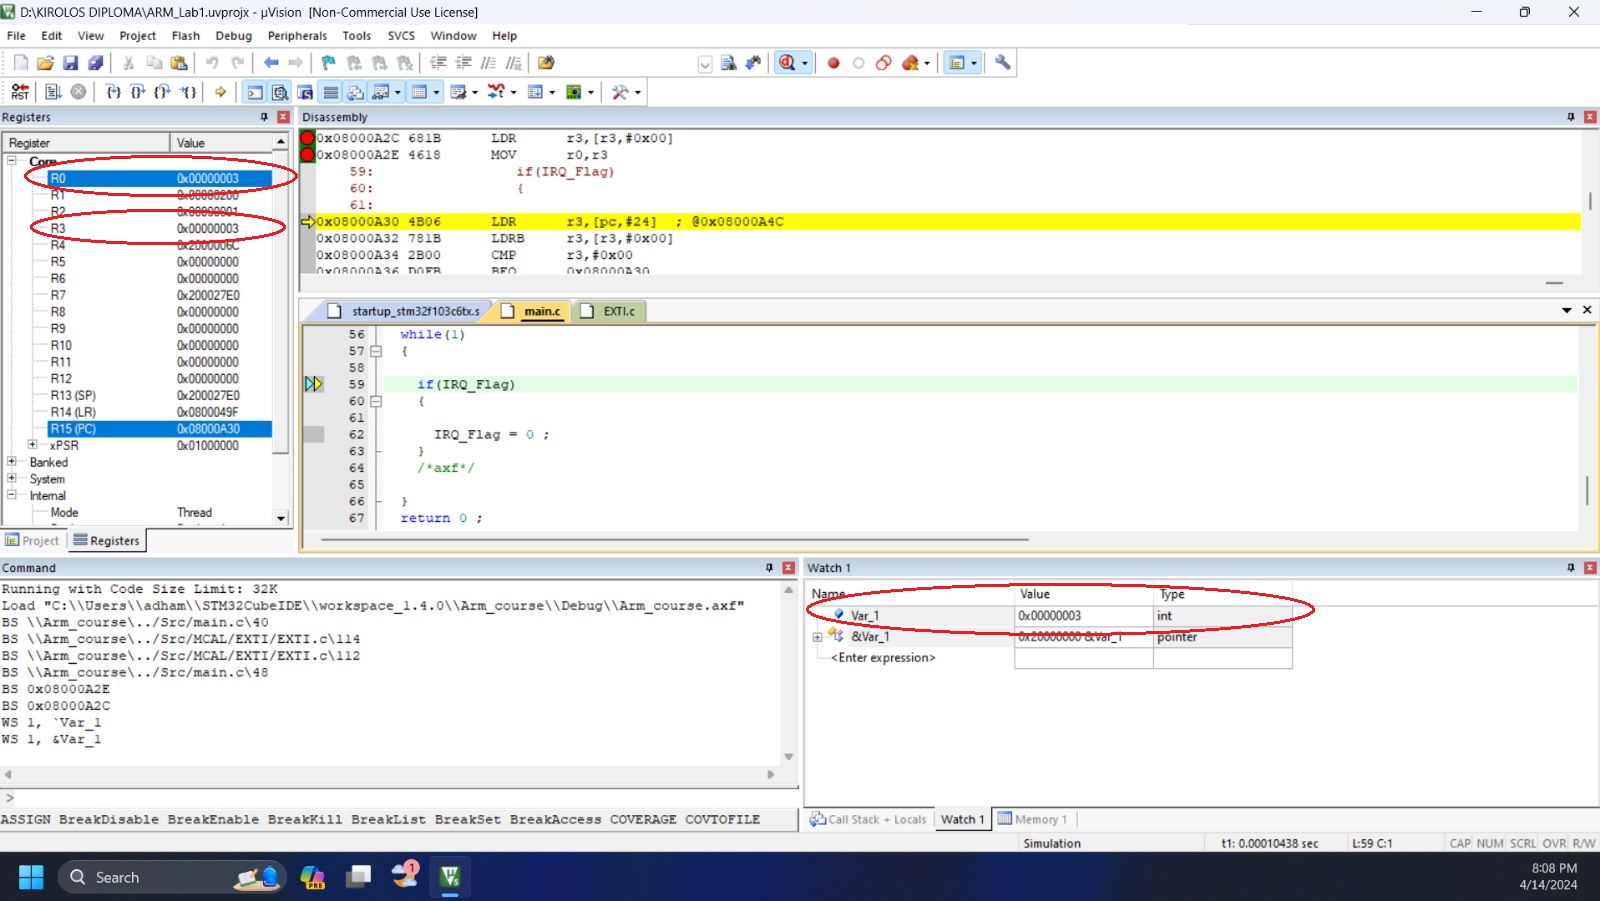 D:\KIROLOS DIPLOMA\ARM_Lab1.uvprojx - µVision [Non-Commercial Use License]
File Edit View Project Flash Debug Peripherals Tools SVCS Window Help
RST
Registers
Register Value
Core
R0 0x00000003
R1 0x00000200
R2 0x00000001
R3 0x00000003
R4 0x2000006C
R5 0x00000000
R6 0x00000000
R7 0x200027E0
R8 0x00000000
R9 0x00000000
R10 0x00000000
R11 0x00000000
R12 0x00000000
R13 (SP) 0x200027E0
R14 (LR) 0x0800049F
R15 (PC) 0x08000A30
xPSR 0x01000000
Banked
System
Internal
Mode Thread
Project Registers
Disassembly
0x08000A2C 681B LDR r3,[r3,#0x00]
0x08000A2E 4618 MOV r0,r3
59: if(IRQ_Flag)
60: {
61:
0x08000A30 4B06 LDR r3,[pc,#24] ; @0x08000A4C
0x08000A32 781B LDRB r3,[r3,#0x00]
0x08000A34 2B00 CMP r3,#0x00
0x08000A36 D0FB BEQ 0x08000A30
startup_stm32f103c6tx.s main.c EXTI.c
56 while(1)
57 {
58
59 if(IRQ_Flag)
60 {
61
62 IRQ_Flag = 0 ;
63 }
64 /*axf*/
65
66 }
67 return 0 ;
Command
Running with Code Size Limit: 32K
Load "C:\\Users\\adham\\STM32CubeIDE\\workspace_1.4.0\\Arm_course\\Debug\\Arm_course.axf"
BS \\Arm_course\../Src/main.c\40
BS \\Arm_course\../Src/MCAL/EXTI/EXTI.c\114
BS \\Arm_course\../Src/MCAL/EXTI/EXTI.c\112
BS \\Arm_course\../Src/main.c\48
BS 0x08000A2E
BS 0x08000A2C
WS 1, `Var_1
WS 1, &Var_1
>
ASSIGN BreakDisable BreakEnable BreakKill BreakList BreakSet BreakAccess COVERAGE COVTOFILE
Watch 1
Name Value Type
Var_1 0x00000003 int
&Var_1 0x20000000 &Var_1 pointer
<Enter expression>
Call Stack + Locals Watch 1 Memory 1
Simulation t1: 0.00010438 sec L:59 C:1 CAP NUM SCRL OVR R/W
Search
PRE
1
8:08 PM
4/14/2024